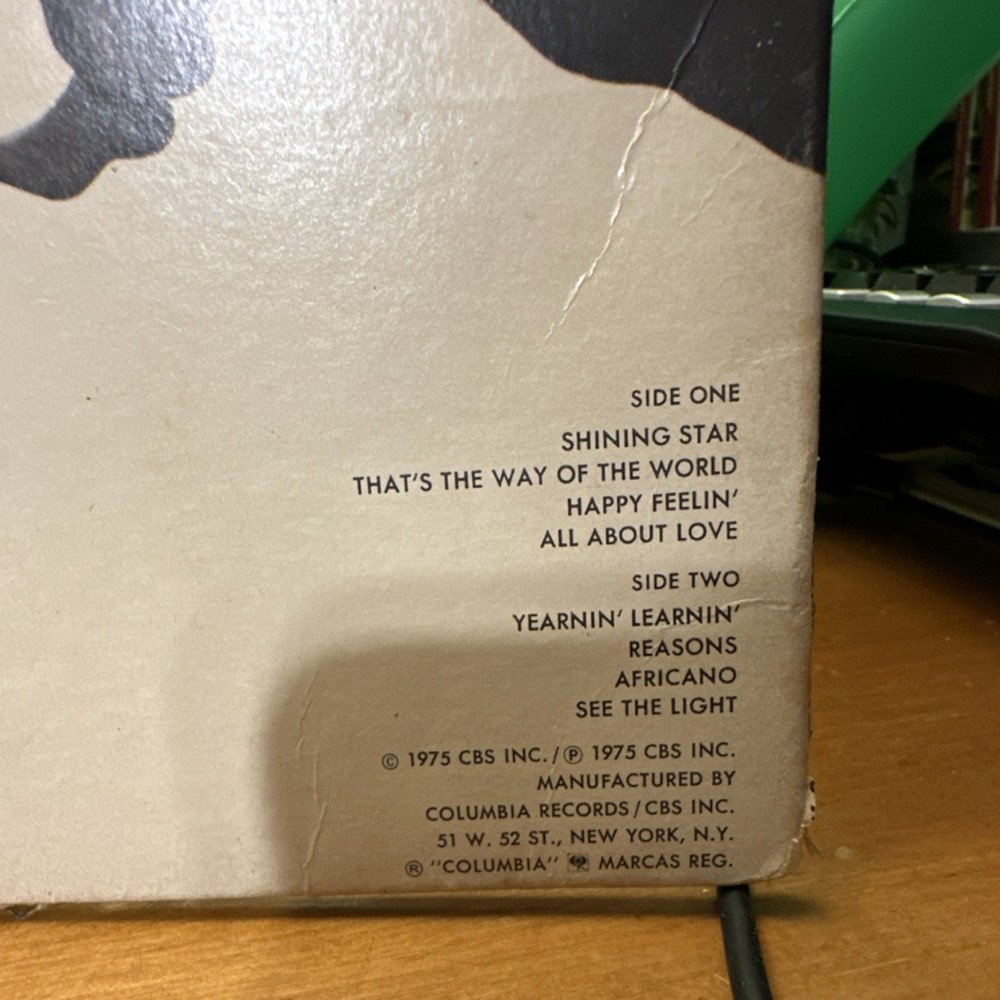 SIDE ONE
SHINING STAR
THAT'S THE WAY OF THE WORLD
HAPPY FEELIN'
ALL ABOUT LOVE
SIDE TWO
YEARNIN' LEARNIN'
REASONS
AFRICANO
SEE THE LIGHT
© 1975 CBS INC./℗ 1975 CBS INC.
MANUFACTURED BY
COLUMBIA RECORDS/CBS INC.
51 W. 52 ST., NEW YORK, N.Y.
® "COLUMBIA" MARCAS REG.